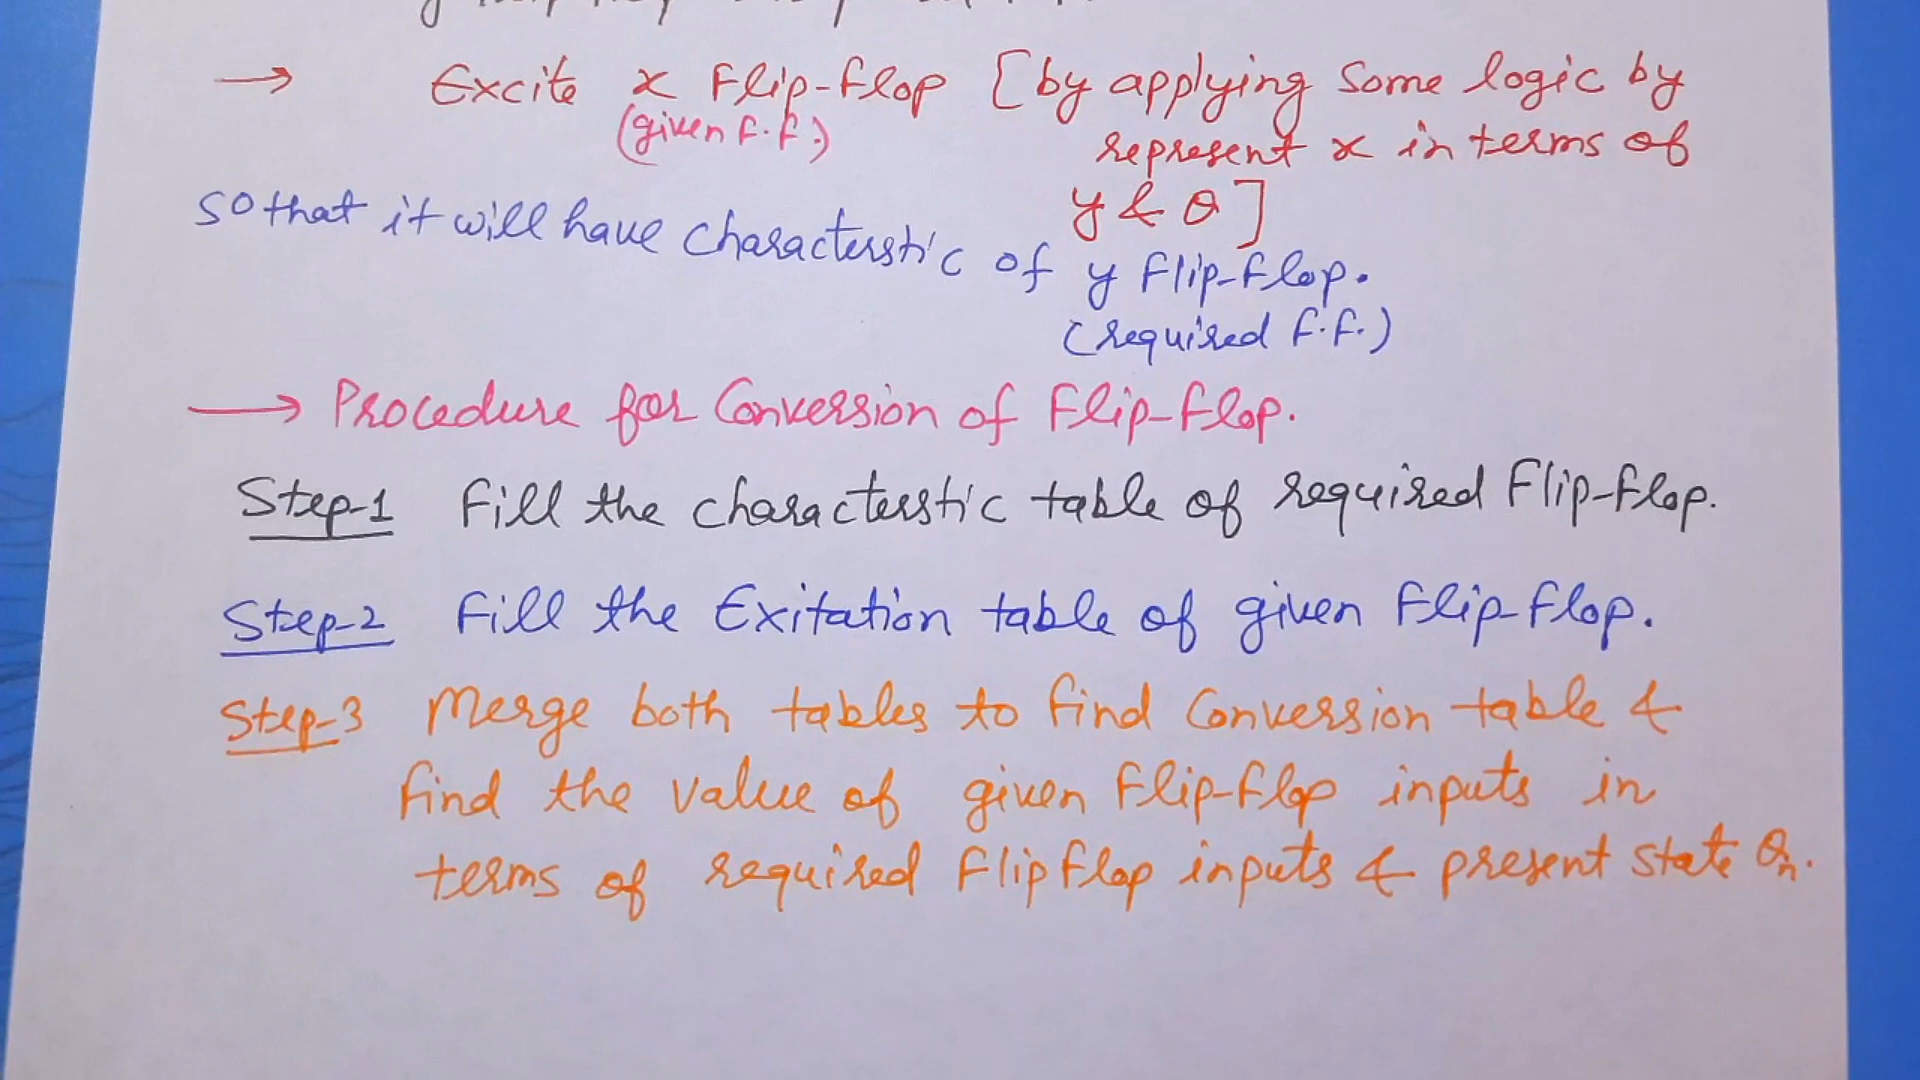 → Excite x Flip-flop [by applying some logic by
(given f.f.) represent x in terms of
y & Q]
so that it will have characterstic of y Flip-flop.
(required f.f.)
→ Procedure for Conversion of Flip-flop.
Step-1 Fill the characterstic table of required Flip-flop.
Step-2 Fill the Exitation table of given Flip-flop.
Step-3 Merge both tables to find Conversion table &
find the value of given flip-flop inputs in
terms of required Flip flop inputs & present state Qn.